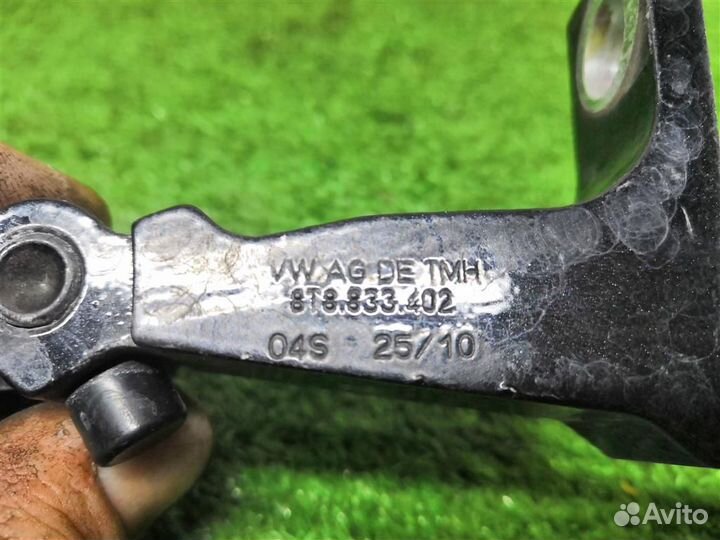 VW AG DE TMH
8T8.833.402
04S 25/10
Avito